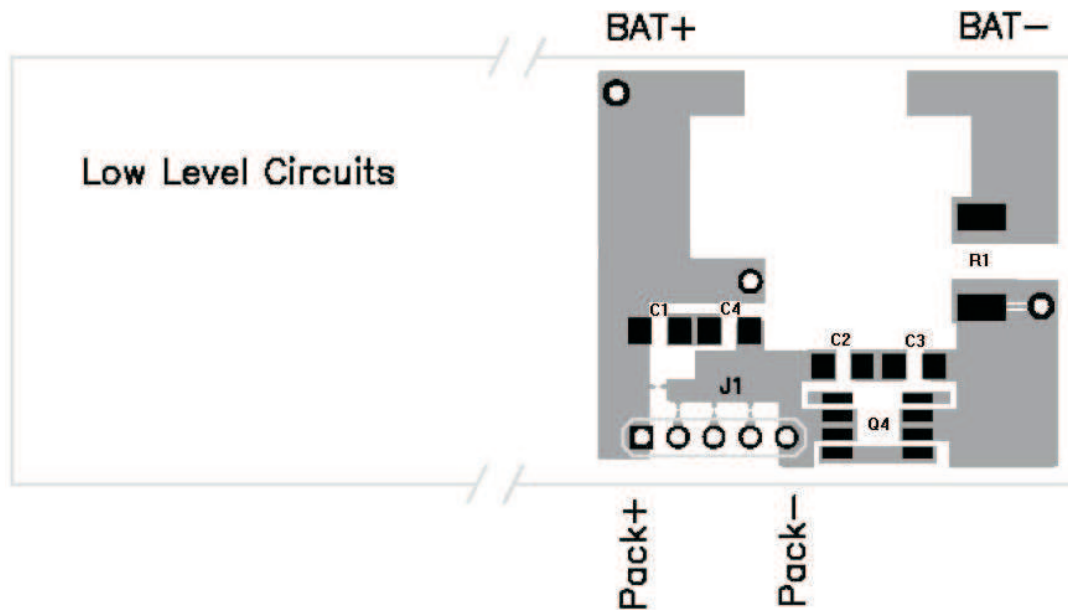 BAT+
BAT−
Low Level Circuits
R1
C1
C4
C2
C3
J1
Q4
Pack+
Pack−